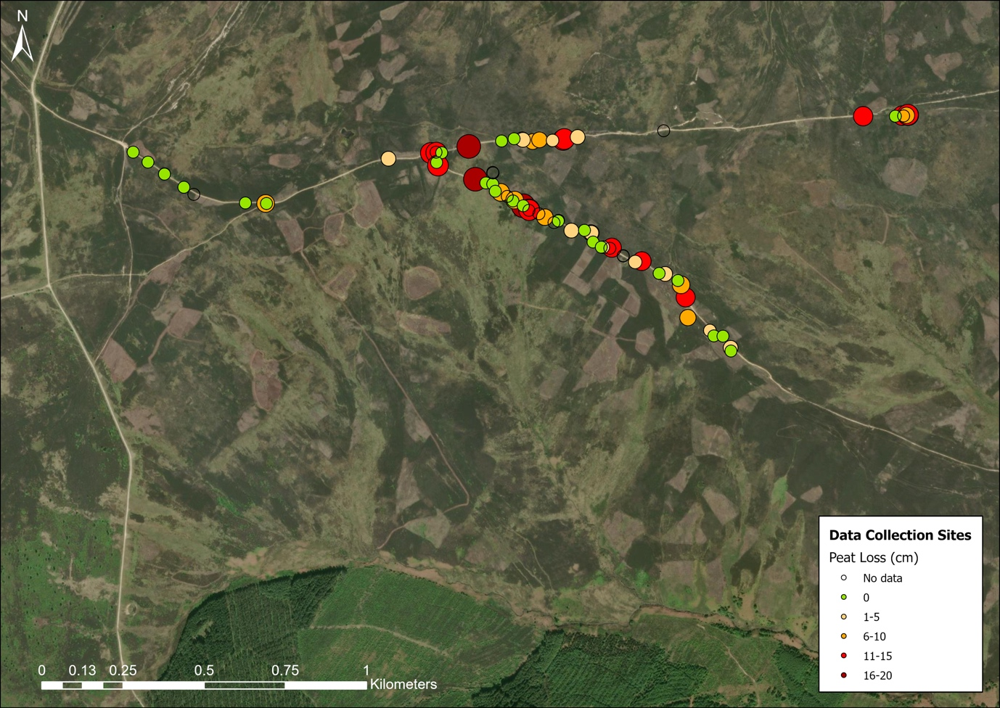 N
Data Collection Sites
Peat Loss (cm)
No data
0
1-5
6-10
11-15
16-20
0 0.13 0.25 0.5 0.75 1
Kilometers